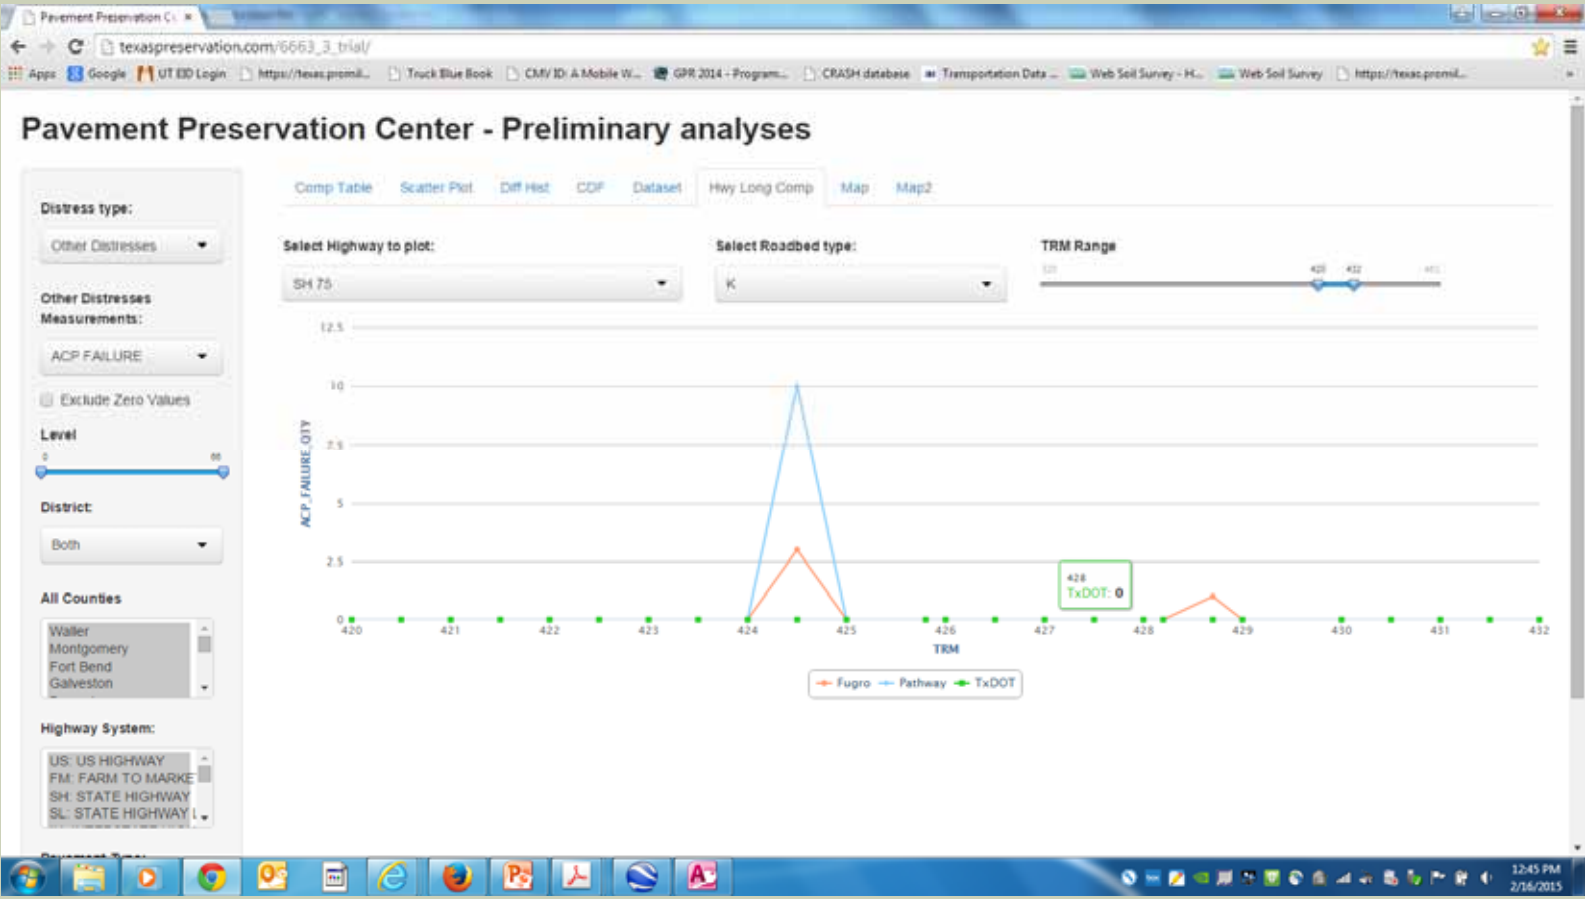 Pavement Preservation C
texaspreservation.com/6663_3_trial/
Apps Google UT EID Login https://texas.promil... Truck Blue Book CMV ID: A Mobile W... GPR 2014 - Program... CRASH database Transportation Data ... Web Soil Survey - H... Web Soil Survey https://texas.promil...
Pavement Preservation Center - Preliminary analyses
Comp Table Scatter Plot Diff Hist CDF Dataset Hwy Long Comp Map Map2
Distress type:
Other Distresses
Select Highway to plot:
SH 75
Select Roadbed type:
K
TRM Range
420 432
Other Distresses
Measurements:
ACP FAILURE
Exclude Zero Values
Level
0 66
District:
Both
All Counties
Waller
Montgomery
Fort Bend
Galveston
Highway System:
US: US HIGHWAY
FM: FARM TO MARKE
SH: STATE HIGHWAY
SL: STATE HIGHWAY L
Pavement Type:
ACP_FAILURE_QTY
12.5
10
7.5
5
2.5
0
420 421 422 423 424 425 426 427 428 429 430 431 432
TRM
428
TxDOT: 0
Fugro Pathway TxDOT
12:45 PM
2/16/2015